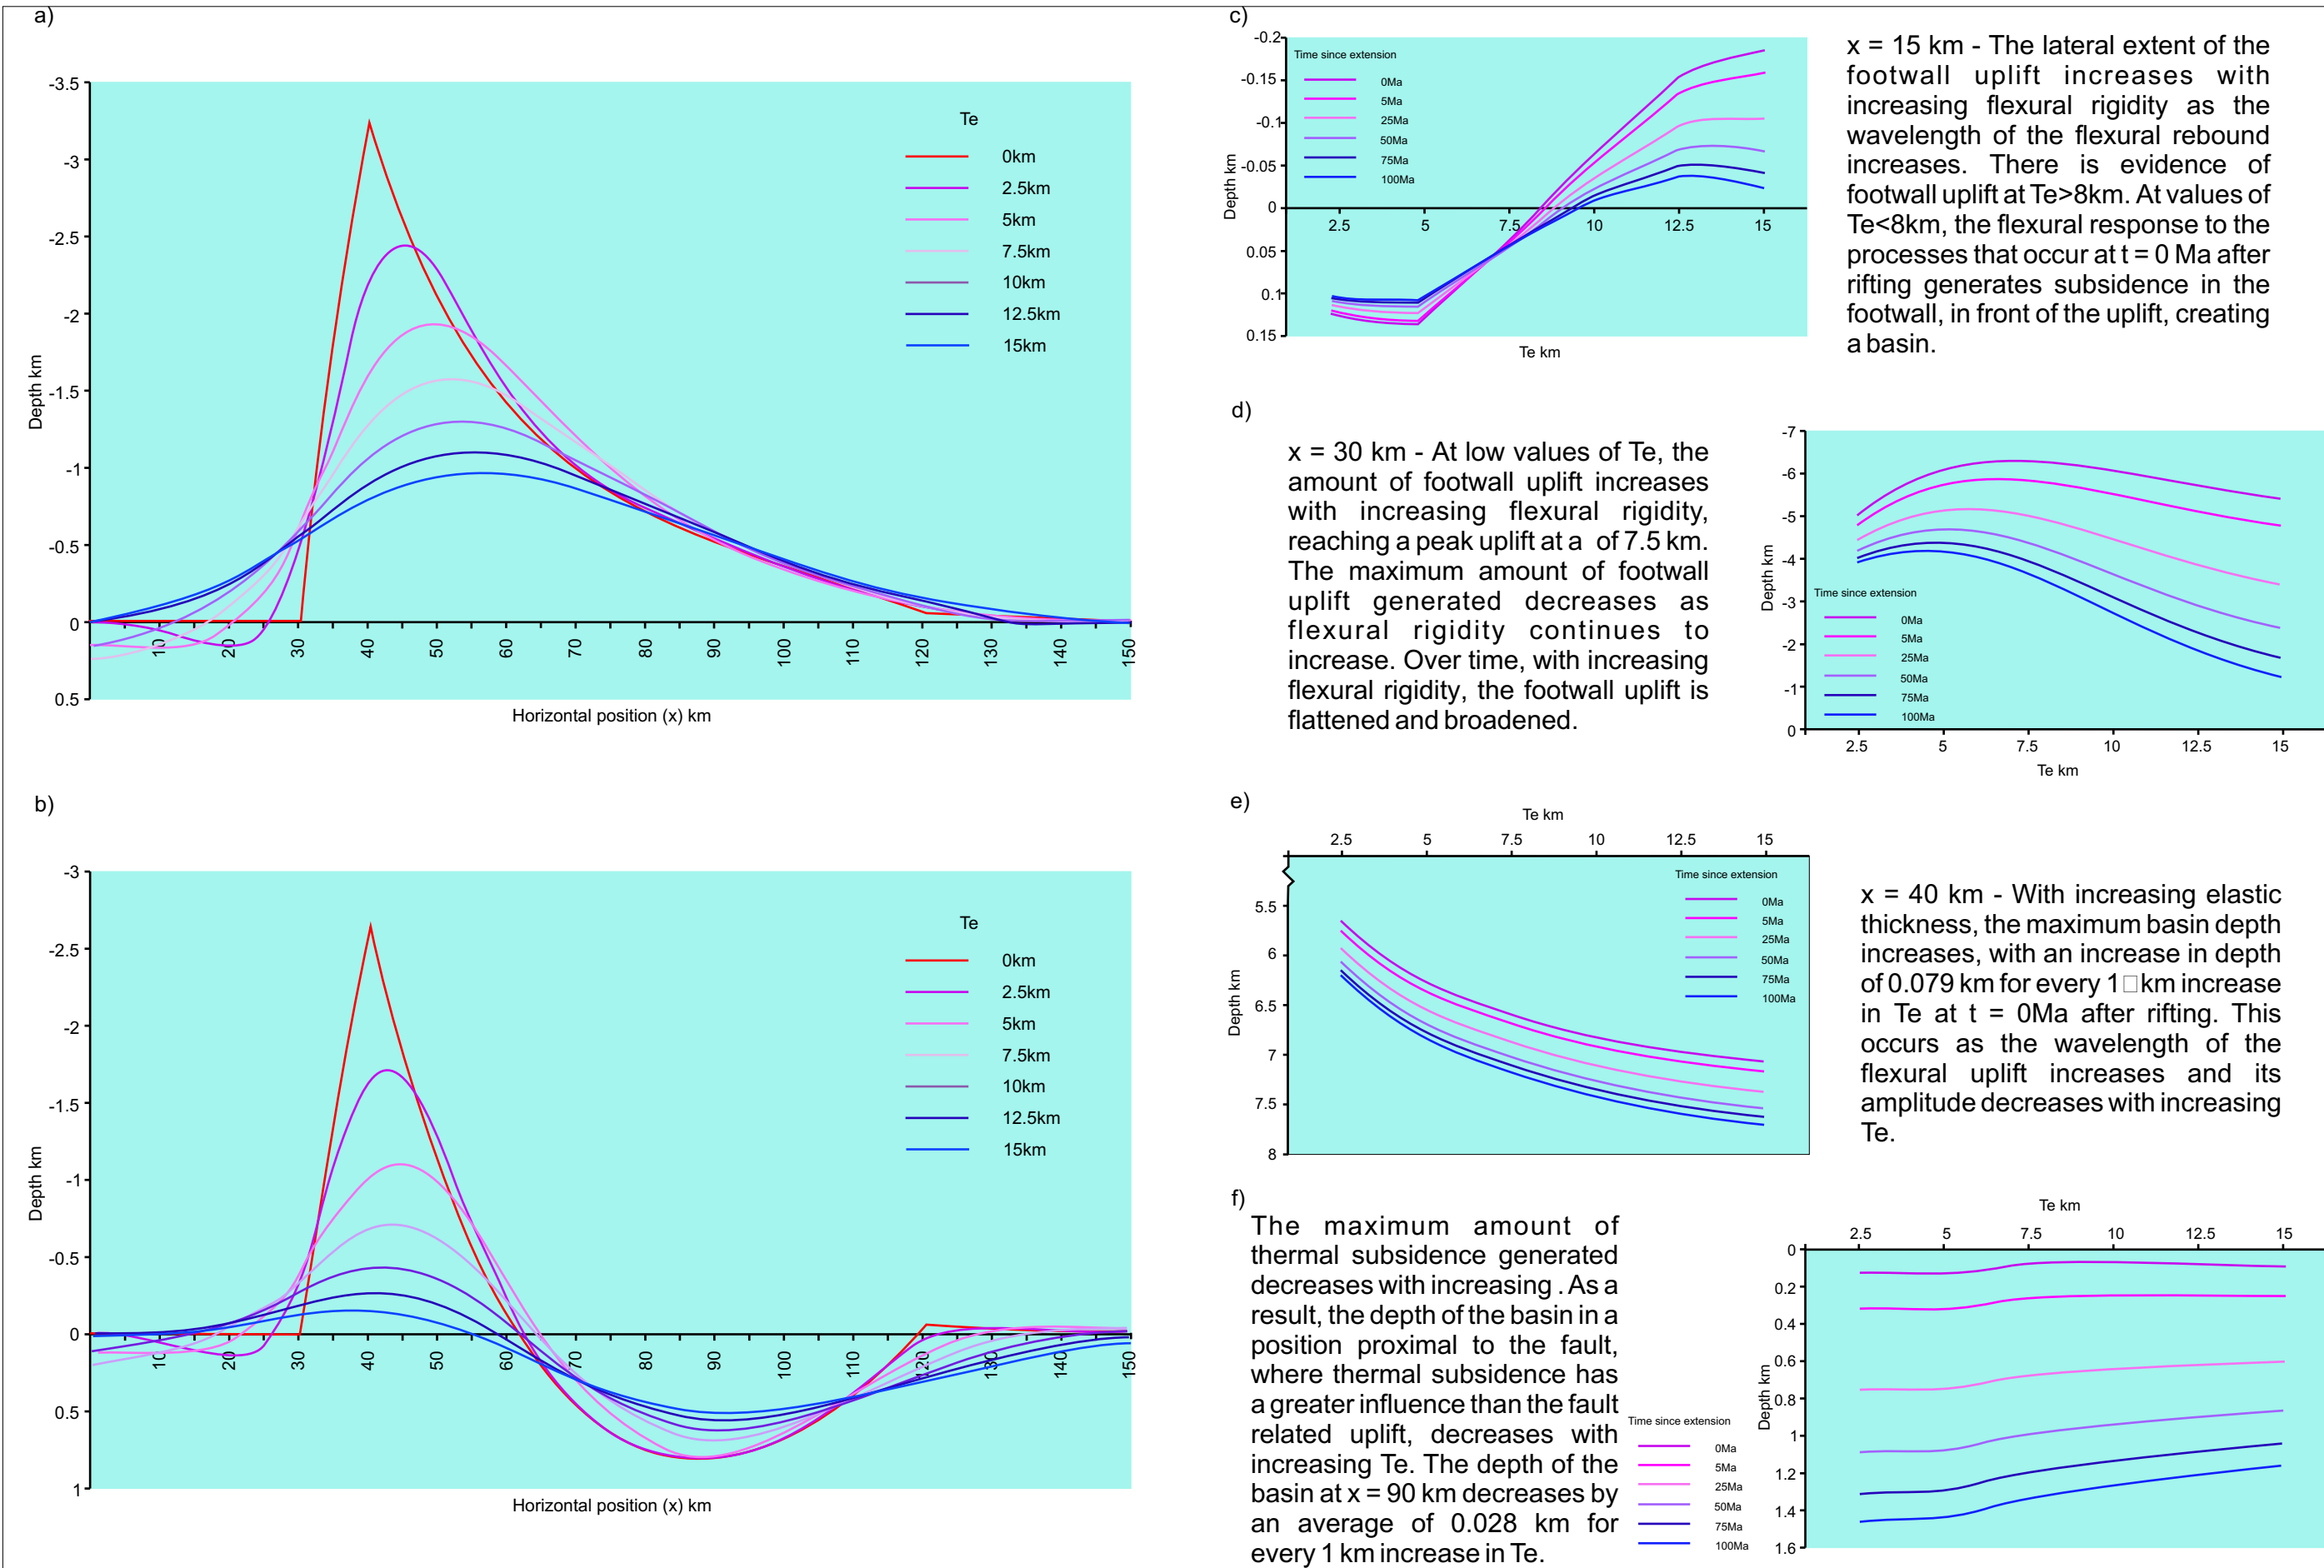 a)
-3.5
-3
-2.5
-2
-1.5
-1
-0.5
0
0.5
Depth km
10
20
30
40
50
60
70
80
90
100
110
120
130
140
150
Horizontal position (x) km
Te
0km
2.5km
5km
7.5km
10km
12.5km
15km
b)
-3
-2.5
-2
-1.5
-1
-0.5
0
0.5
1
Depth km
10
20
30
40
50
60
70
80
90
100
110
120
130
140
150
Horizontal position (x) km
Te
0km
2.5km
5km
7.5km
10km
12.5km
15km
c)
-0.2
-0.15
-0.1
-0.05
0
0.05
0.1
0.15
Depth km
Time since extension
0Ma
5Ma
25Ma
50Ma
75Ma
100Ma
2.5
5
7.5
10
12.5
15
Te km
x = 15 km - The lateral extent of the
footwall uplift increases with
increasing flexural rigidity as the
wavelength of the flexural rebound
increases. There is evidence of
footwall uplift at Te>8km. At values of
Te<8km, the flexural response to the
processes that occur at t = 0 Ma after
rifting generates subsidence in the
footwall, in front of the uplift, creating
a basin.
d)
x = 30 km - At low values of Te, the
amount of footwall uplift increases
with increasing flexural rigidity,
reaching a peak uplift at a of 7.5 km.
The maximum amount of footwall
uplift generated decreases as
flexural rigidity continues to
increase. Over time, with increasing
flexural rigidity, the footwall uplift is
flattened and broadened.
-7
-6
-5
-4
-3
-2
-1
0
Depth km
Time since extension
0Ma
5Ma
25Ma
50Ma
75Ma
100Ma
2.5
5
7.5
10
12.5
15
Te km
e)
Te km
2.5
5
7.5
10
12.5
15
5.5
6
6.5
7
7.5
8
Depth km
Time since extension
0Ma
5Ma
25Ma
50Ma
75Ma
100Ma
x = 40 km - With increasing elastic
thickness, the maximum basin depth
increases, with an increase in depth
of 0.079 km for every 1□km increase
in Te at t = 0Ma after rifting. This
occurs as the wavelength of the
flexural uplift increases and its
amplitude decreases with increasing
Te.
f)
The maximum amount of
thermal subsidence generated
decreases with increasing . As a
result, the depth of the basin in a
position proximal to the fault,
where thermal subsidence has
a greater influence than the fault
related uplift, decreases with
increasing Te. The depth of the
basin at x = 90 km decreases by
an average of 0.028 km for
every 1 km increase in Te.
Time since extension
0Ma
5Ma
25Ma
50Ma
75Ma
100Ma
Te km
2.5
5
7.5
10
12.5
15
0
0.2
0.4
0.6
0.8
1
1.2
1.4
1.6
Depth km